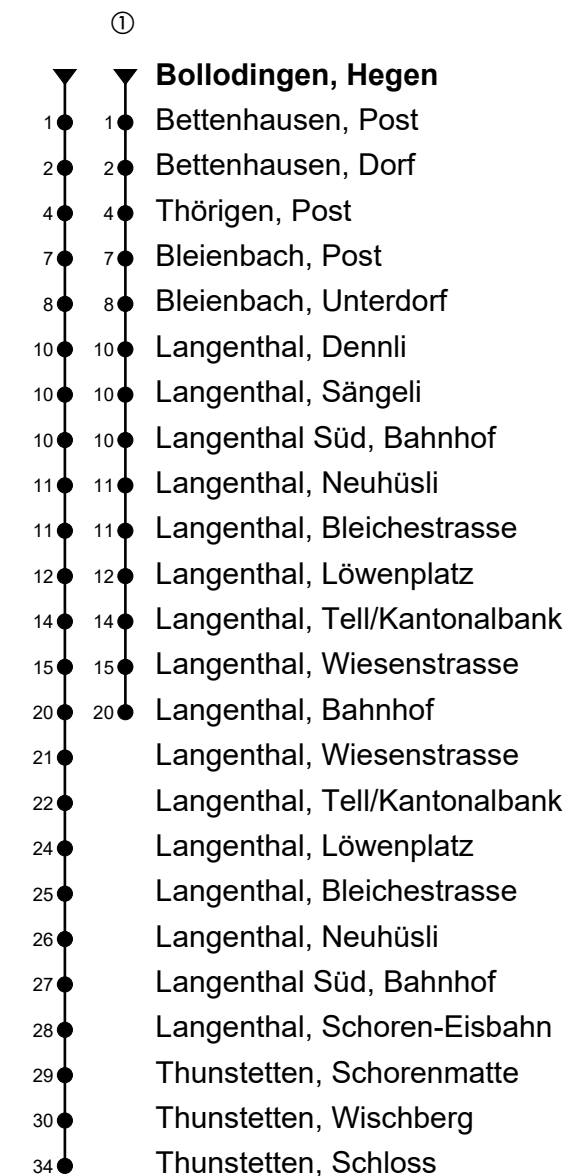 ①
Bollodingen, Hegen
1 1 Bettenhausen, Post
2 2 Bettenhausen, Dorf
4 4 Thörigen, Post
7 7 Bleienbach, Post
8 8 Bleienbach, Unterdorf
10 10 Langenthal, Dennli
10 10 Langenthal, Sängeli
10 10 Langenthal Süd, Bahnhof
11 11 Langenthal, Neuhüsli
11 11 Langenthal, Bleichestrasse
12 12 Langenthal, Löwenplatz
14 14 Langenthal, Tell/Kantonalbank
15 15 Langenthal, Wiesenstrasse
20 20 Langenthal, Bahnhof
21 Langenthal, Wiesenstrasse
22 Langenthal, Tell/Kantonalbank
24 Langenthal, Löwenplatz
25 Langenthal, Bleichestrasse
26 Langenthal, Neuhüsli
27 Langenthal Süd, Bahnhof
28 Langenthal, Schoren-Eisbahn
29 Thunstetten, Schorenmatte
30 Thunstetten, Wischberg
34 Thunstetten, Schloss